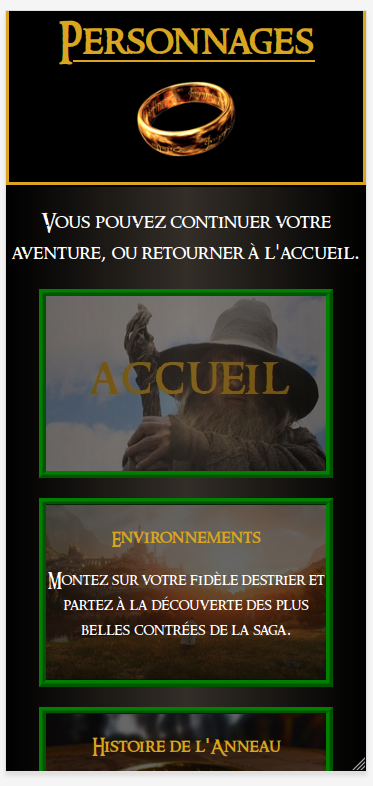 Personnages
Vous pouvez continuer votre
aventure, ou retourner à l'accueil.
ACCUEIL
Environnements
Montez sur votre fidèle destrier et
partez à la découverte des plus
belles contrées de la saga.
Histoire de l'Anneau